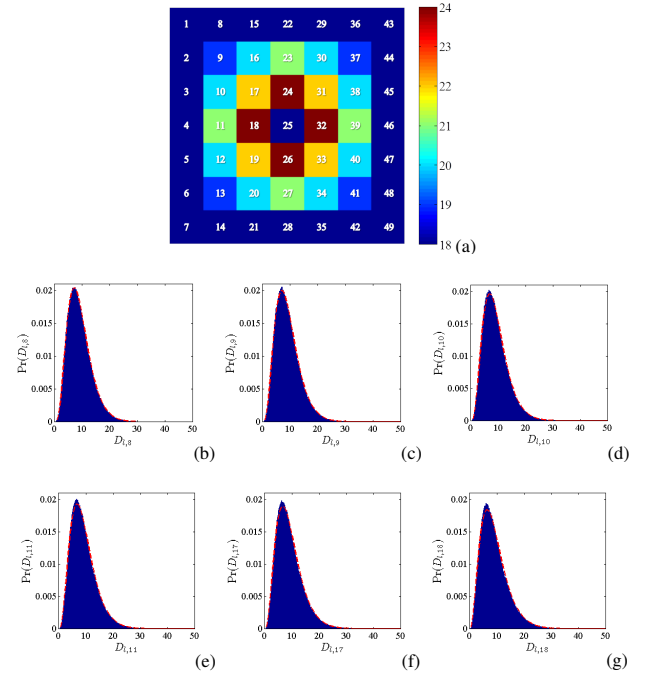 1 8 15 22 29 36 43
2 9 16 23 30 37 44
3 10 17 24 31 38 45
4 11 18 25 32 39 46
5 12 19 26 33 40 47
6 13 20 27 34 41 48
7 14 21 28 35 42 49
24
23
22
21
20
19
18
(a)
0.02
0.015
0.01
0.005
0
Pr(D_{l,8})
0 10 20 30 40 50
D_{l,8}
(b)
0.02
0.015
0.01
0.005
0
Pr(D_{l,9})
0 10 20 30 40 50
D_{l,9}
(c)
0.02
0.015
0.01
0.005
0
Pr(D_{l,10})
0 10 20 30 40 50
D_{l,10}
(d)
0.02
0.015
0.01
0.005
0
Pr(D_{l,11})
0 10 20 30 40 50
D_{l,11}
(e)
0.02
0.015
0.01
0.005
0
Pr(D_{l,17})
0 10 20 30 40 50
D_{l,17}
(f)
0.02
0.015
0.01
0.005
0
Pr(D_{l,18})
0 10 20 30 40 50
D_{l,18}
(g)